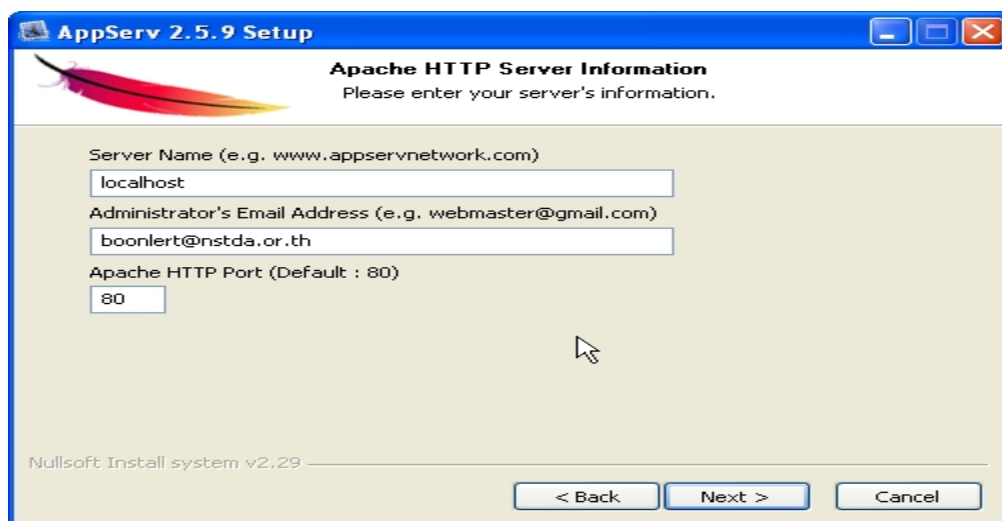 AppServ 2.5.9 Setup
Apache HTTP Server Information
Please enter your server's information.
Server Name (e.g. www.appservnetwork.com)
localhost
Administrator's Email Address (e.g. webmaster@gmail.com)
boonlert@nstda.or.th
Apache HTTP Port (Default : 80)
80
Nullsoft Install system v2.29
< Back Next > Cancel